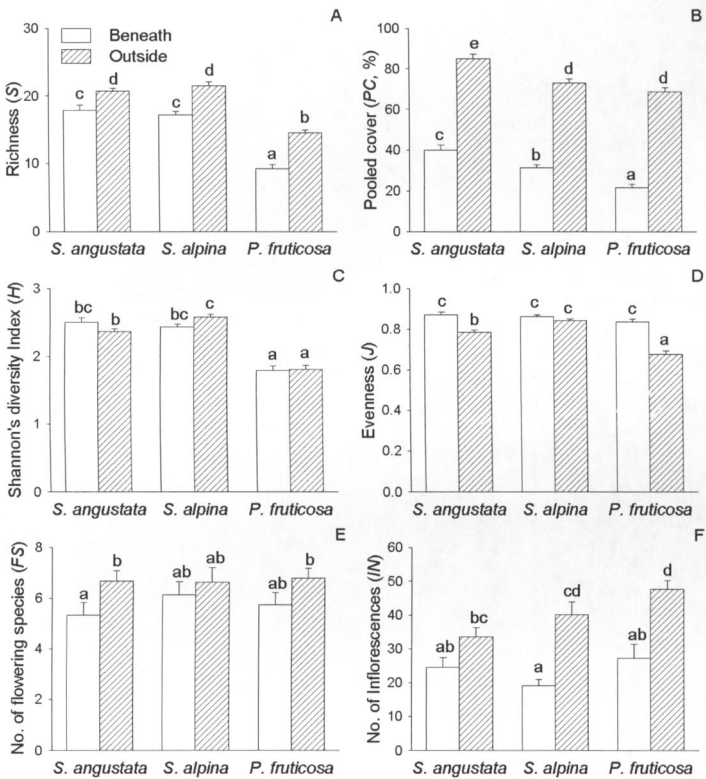 A
Beneath
Outside
Richness (S)
30
20
10
0
c
d
c
d
a
b
S. angustata
S. alpina
P. fruticosa
B
Pooled cover (PC, %)
100
80
60
40
20
0
c
e
b
d
a
d
S. angustata
S. alpina
P. fruticosa
C
Shannon's diversity Index (H)
3
2
1
0
bc
b
bc
c
a
a
S. angustata
S. alpina
P. fruticosa
D
Evenness (J)
1.0
0.8
0.6
0.4
0.2
0.0
c
b
c
c
c
a
S. angustata
S. alpina
P. fruticosa
E
No. of flowering species (FS)
8
6
4
2
0
a
b
ab
ab
ab
b
S. angustata
S. alpina
P. fruticosa
F
No. of Inflorescences (IN)
60
50
40
30
20
10
0
ab
bc
a
cd
ab
d
S. angustata
S. alpina
P. fruticosa